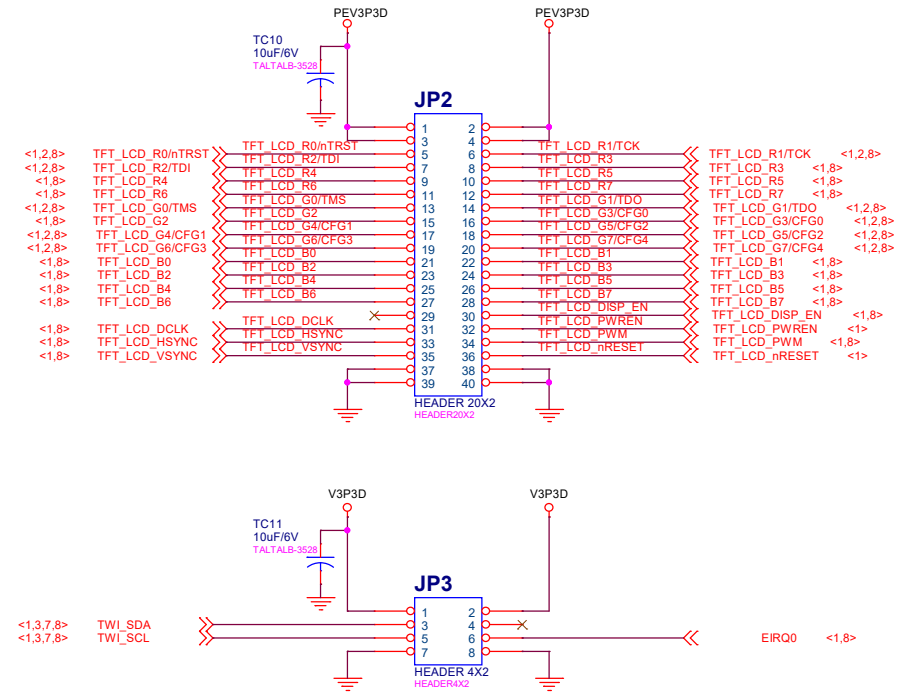 PEV3P3D PEV3P3D
TC10
10uF/6V
TALTALB-3528
JP2
1 2
3 4
TFT_LCD_R0/nTRST TFT_LCD_R1/TCK
<1,2,8> TFT_LCD_R0/nTRST 5 6 TFT_LCD_R1/TCK <1,2,8>
TFT_LCD_R2/TDI TFT_LCD_R3
<1,2,8> TFT_LCD_R2/TDI 7 8 TFT_LCD_R3 <1,8>
TFT_LCD_R4 TFT_LCD_R5
<1,8> TFT_LCD_R4 9 10 TFT_LCD_R5 <1,8>
TFT_LCD_R6 TFT_LCD_R7
<1,8> TFT_LCD_R6 11 12 TFT_LCD_R7 <1,8>
TFT_LCD_G0/TMS TFT_LCD_G1/TDO
<1,2,8> TFT_LCD_G0/TMS 13 14 TFT_LCD_G1/TDO <1,2,8>
TFT_LCD_G2 TFT_LCD_G3/CFG0
<1,8> TFT_LCD_G2 15 16 TFT_LCD_G3/CFG0 <1,2,8>
TFT_LCD_G4/CFG1 TFT_LCD_G5/CFG2
<1,2,8> TFT_LCD_G4/CFG1 17 18 TFT_LCD_G5/CFG2 <1,2,8>
TFT_LCD_G6/CFG3 TFT_LCD_G7/CFG4
<1,2,8> TFT_LCD_G6/CFG3 19 20 TFT_LCD_G7/CFG4 ,2,8>
TFT_LCD_B0 TFT_LCD_B1
<1,8> TFT_LCD_B0 21 22 TFT_LCD_B1 <1,8>
TFT_LCD_B2 TFT_LCD_B3
<1,8> TFT_LCD_B2 23 24 TFT_LCD_B3 <1,8>
TFT_LCD_B4 TFT_LCD_B5
<1,8> TFT_LCD_B4 25 26 TFT_LCD_B5 <1,8>
TFT_LCD_B6 TFT_LCD_B7
<1,8> TFT_LCD_B6 27 28 TFT_LCD_B7 <1,8>
TFT_LCD_DISP_EN
29 30 TFT_LCD_DISP_EN <1,8>
TFT_LCD_DCLK TFT_LCD_PWREN
<1,8> TFT_LCD_DCLK 31 32 TFT_LCD_PWREN <1>
TFT_LCD_HSYNC TFT_LCD_PWM
<1,8> TFT_LCD_HSYNC 33 34 TFT_LCD_PWM <1,8>
TFT_LCD_VSYNC TFT_LCD_nRESET
<1,8> TFT_LCD_VSYNC 35 36 TFT_LCD_nRESET <1>
37 38
39 40
HEADER 20X2
HEADER20X2
V3P3D V3P3D
TC11
10uF/6V
TALTALB-3528
JP3
1 2
<1,3,7,8> TWI_SDA 3 4
<1,3,7,8> TWI_SCL 5 6 EIRQ0 <1,8>
7 8
HEADER 4X2
HEADER4X2